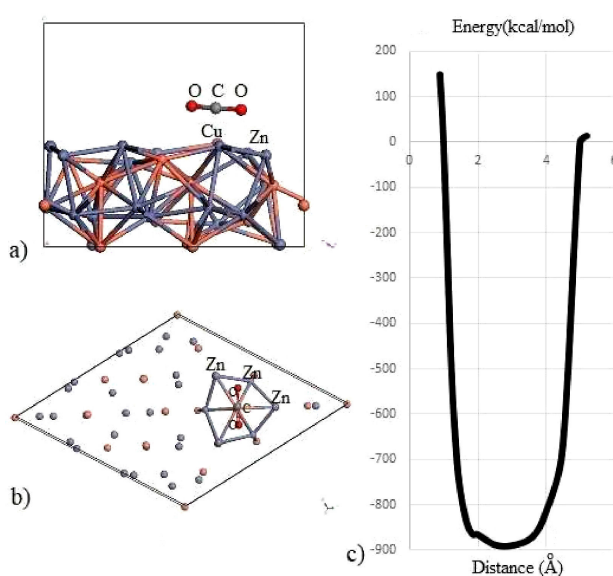 O C O
Cu Zn
a)
Zn
Zn
Zn
O
C
O
b)
Energy(kcal/mol)
200
100
0
0 2 4 6
-100
-200
-300
-400
-500
-600
-700
-800
-900
c) Distance (Å)